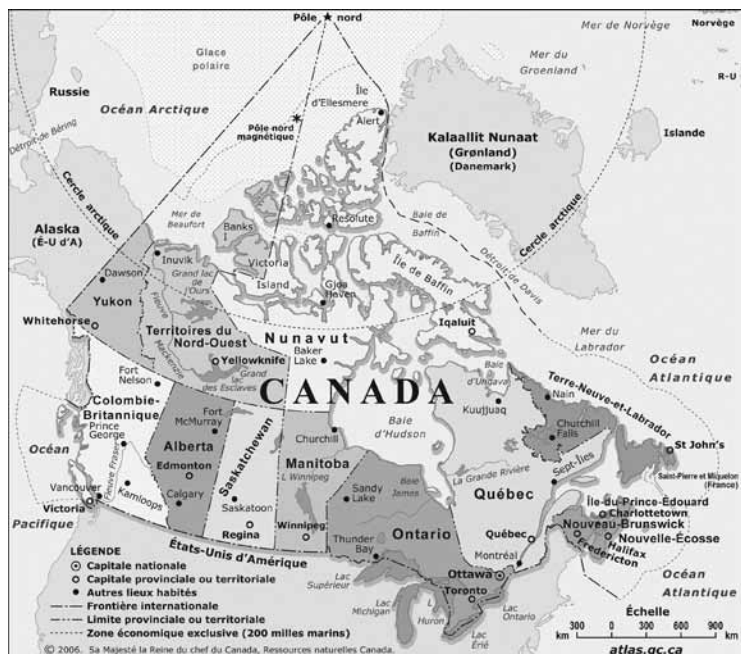 Pôle nord
Mer de Norvège
Norvège
Glace
polaire
Mer du
Groenland
R-U
Russie
Océan Arctique
Île
d'Ellesmere
Alert
Pôle nord
magnétique
Kalaallit Nunaat
(Grønland)
(Danemark)
Islande
Détroit de Béring
Cercle arctique
Cercle arctique
Alaska
(É-U d'A)
Mer de
Beaufort
Banks
I
Resolute
Baie de
Baffin
Détroit de Davis
Inuvik
Victoria
Island
Île de Baffin
Dawson
Grand lac
de l'Ours
Gjoa
Haven
Yukon
Fleuve
Mackenzie
Territoires du
Nord-Ouest
Iqaluit
Mer du
Labrador
Whitehorse
Nunavut
Baker
Lake
Yellowknife
Grand lac
des Esclaves
Océan
Atlantique
Fort
Nelson
CANADA
Baie
d'Ungava
Terre-Neuve-et-Labrador
Nain
Colombie-
Britannique
Fort
McMurray
Kuujjuaq
Churchill
Falls
Océan
Pacifique
Prince
George
Alberta
Saskatchewan
Churchill
Baie
d'Hudson
St John's
Saint-Pierre et Miquelon
(France)
Edmonton
Manitoba
L Winnipeg
Sandy
Lake
Baie
James
La Grande Rivière
Sept-Îles
Fleuve Fraser
Kamloops
Calgary
Saskatoon
Québec
Île-du-Prince-Édouard
Charlottetown
Vancouver
Victoria
Regina
Winnipeg
Ontario
Québec
Nouveau-Brunswick
Nouvelle-Écosse
Fredericton
Halifax
États-Unis d'Amérique
Thunder
Bay
Montréal
Ottawa
Toronto
Lac
Supérieur
Lac
Michigan
L
Huron
Lac
Ontario
Lac
Érié
Océan
Atlantique
LÉGENDE
Capitale nationale
Capitale provinciale ou territoriale
Autres lieux habités
Frontière internationale
Limite provinciale ou territoriale
Zone économique exclusive (200 milles marins)
Échelle
300 0 300 600 900
km km
© 2006. Sa Majesté la Reine du chef du Canada, Ressources naturelles Canada.
atlas.gc.ca